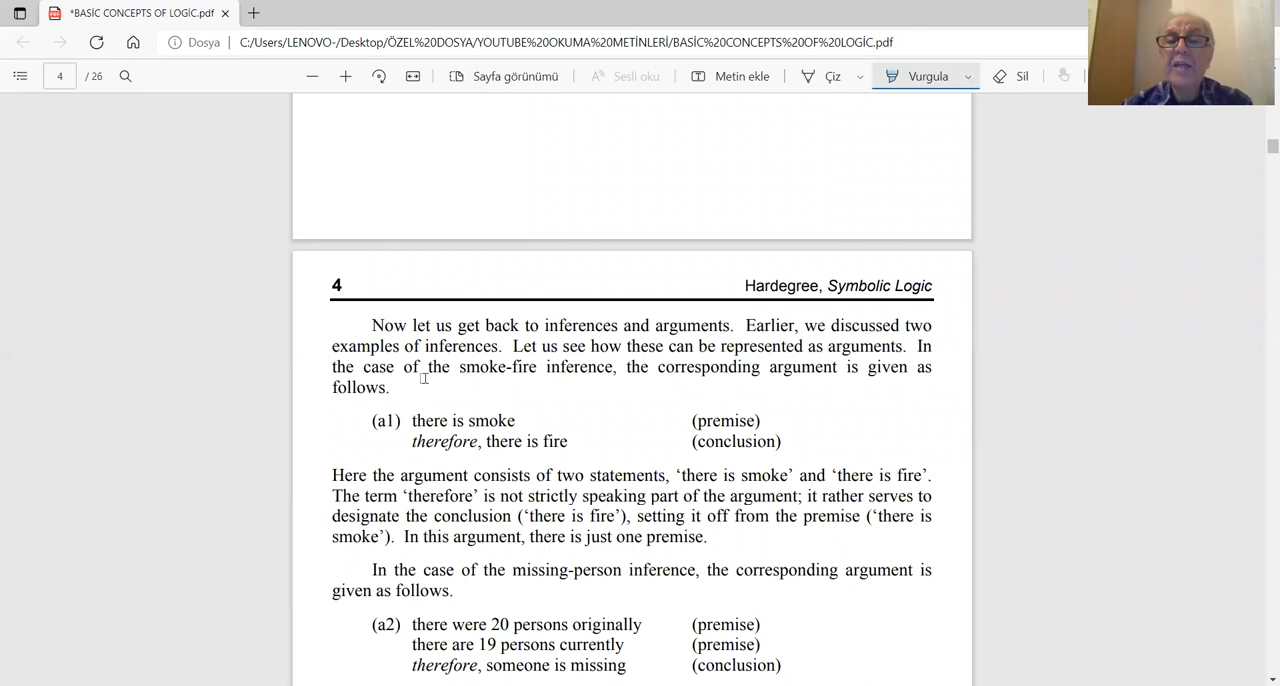 *BASİC CONCEPTS OF LOGİC.pdf
Dosya C:/Users/LENOVO-/Desktop/ÖZEL%20DOSYA/YOUTUBE%20OKUMA%20METİNLERİ/BASİC%20CONCEPTS%20OF%20LOGİC.pdf
4 / 26 Sayfa görünümü Sesli oku Metin ekle Çiz Vurgula Sil
4 Hardegree, Symbolic Logic
Now let us get back to inferences and arguments. Earlier, we discussed two
examples of inferences. Let us see how these can be represented as arguments. In
the case of the smoke-fire inference, the corresponding argument is given as
follows.
(a1) there is smoke (premise)
therefore, there is fire (conclusion)
Here the argument consists of two statements, ‘there is smoke’ and ‘there is fire’.
The term ‘therefore’ is not strictly speaking part of the argument; it rather serves to
designate the conclusion (‘there is fire’), setting it off from the premise (‘there is
smoke’). In this argument, there is just one premise.
In the case of the missing-person inference, the corresponding argument is
given as follows.
(a2) there were 20 persons originally (premise)
there are 19 persons currently (premise)
therefore, someone is missing (conclusion)